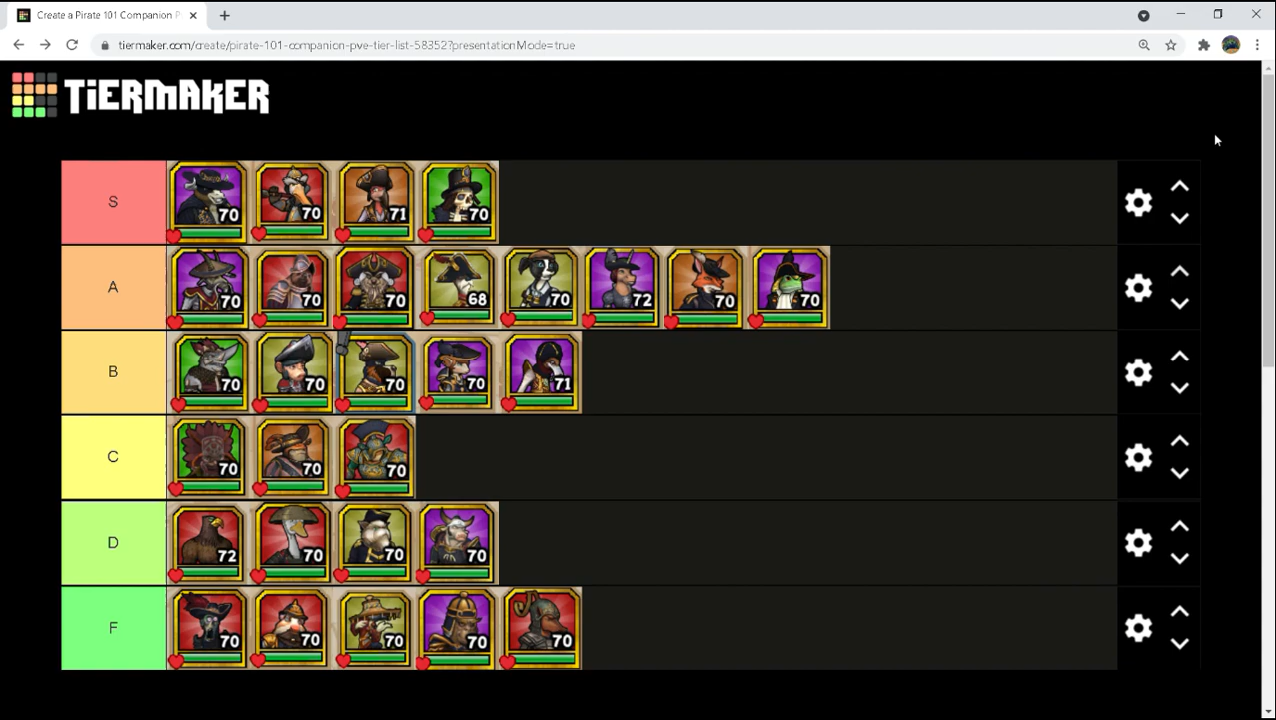 Create a Pirate 101 Companion P
tiermaker.com/create/pirate-101-companion-pve-tier-list-58352?presentationMode=true
TIERMAKER
S 70 70 71 70
A 70 70 70 68 70 72 70 70
B 70 70 70 70 71
C 70 70 70
D 72 70 70 70
F 70 70 70 70 70